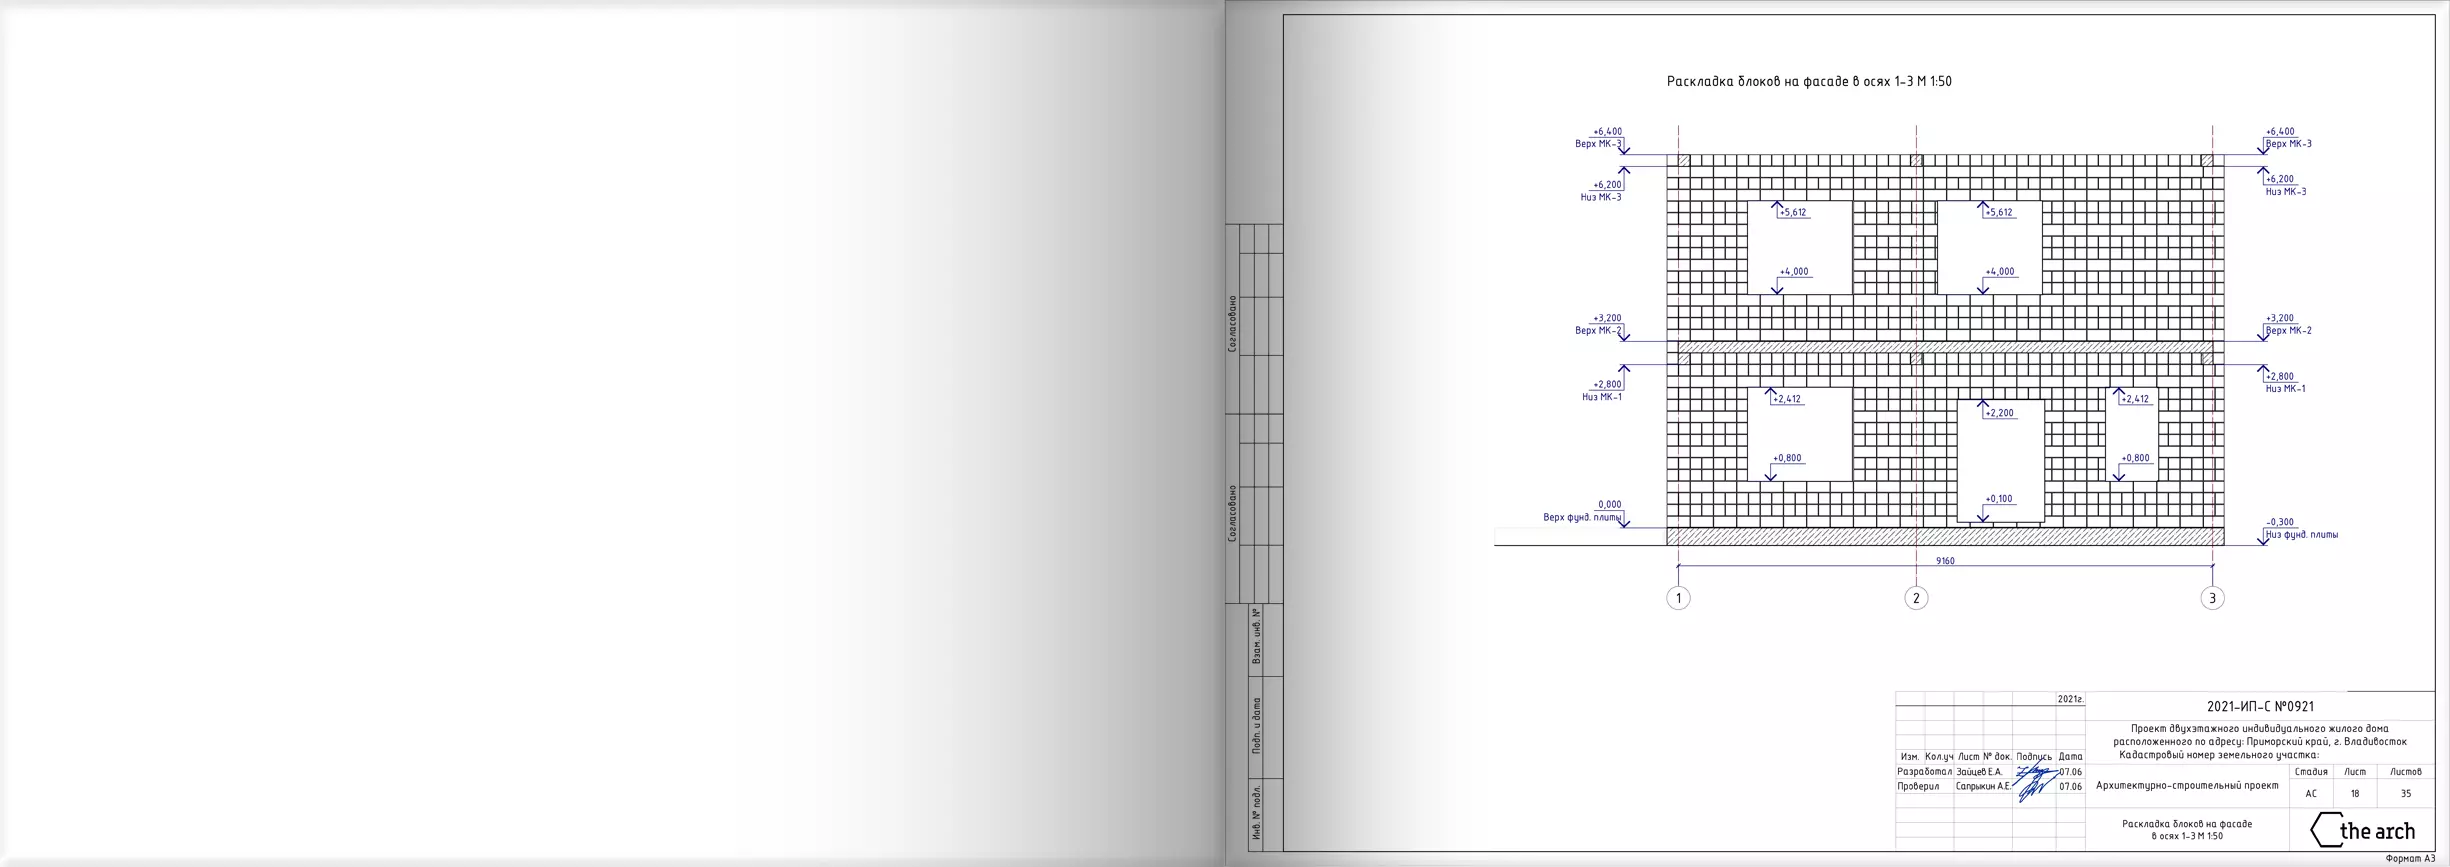 Раскладка блоков на фасаде в осях 1-3 М 1:50
+6,400
Верх МК-3
+6,400
Верх МК-3
+6,200
Низ МК-3
+6,200
Низ МК-3
+5,612
+5,612
+4,000
+4,000
+3,200
Верх МК-2
+3,200
Верх МК-2
+2,800
Низ МК-1
+2,800
Низ МК-1
+2,412
+2,200
+2,412
+0,800
+0,800
+0,100
0,000
Верх фунд. плиты
-0,300
Низ фунд. плиты
9160
1
2
3
Согласовано
Согласовано
Взам. инв. №
Подп. и дата
Инв. № подл.
2021г.
2021-ИП-С №0921
Проект двухэтажного индивидуального жилого дома
расположенного по адресу: Приморский край, г. Владивосток
Кадастровый номер земельного участка:
Изм. Кол.уч Лист № док. Подпись Дата
Разработал Зайцев Е.А. 07.06
Проверил Сапрыкин А.Е. 07.06
Архитектурно-строительный проект
Стадия Лист Листов
АС 18 35
Раскладка блоков на фасаде
в осях 1-3 М 1:50
the arch
Формат А3